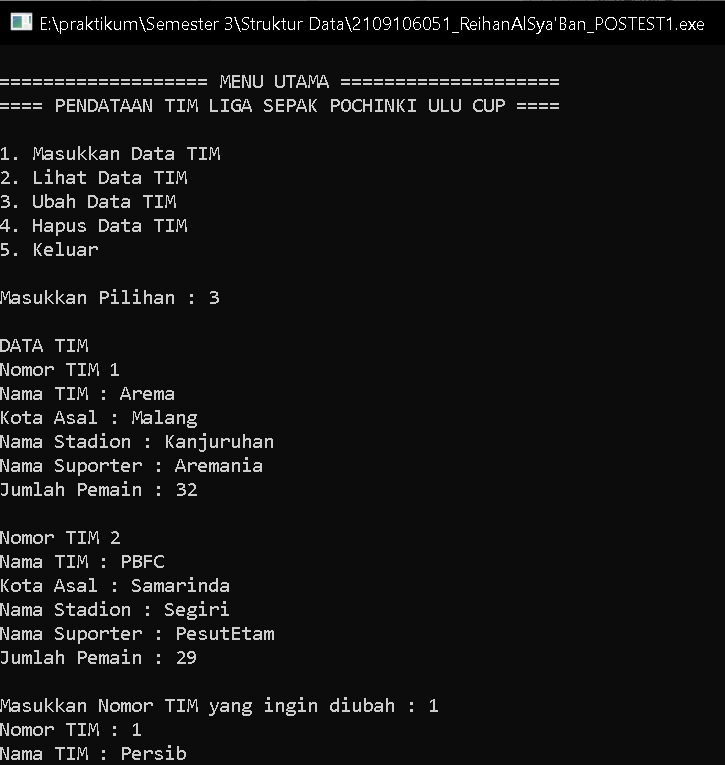 E:\praktikum\Semester 3\Struktur Data\2109106051_ReihanAlSya'Ban_POSTEST1.exe
=================== MENU UTAMA ====================
==== PENDATAAN TIM LIGA SEPAK POCHINKI ULU CUP ====
1. Masukkan Data TIM
2. Lihat Data TIM
3. Ubah Data TIM
4. Hapus Data TIM
5. Keluar
Masukkan Pilihan : 3
DATA TIM
Nomor TIM 1
Nama TIM : Arema
Kota Asal : Malang
Nama Stadion : Kanjuruhan
Nama Suporter : Aremania
Jumlah Pemain : 32
Nomor TIM 2
Nama TIM : PBFC
Kota Asal : Samarinda
Nama Stadion : Segiri
Nama Suporter : PesutEtam
Jumlah Pemain : 29
Masukkan Nomor TIM yang ingin diubah : 1
Nomor TIM : 1
Nama TIM : Persib